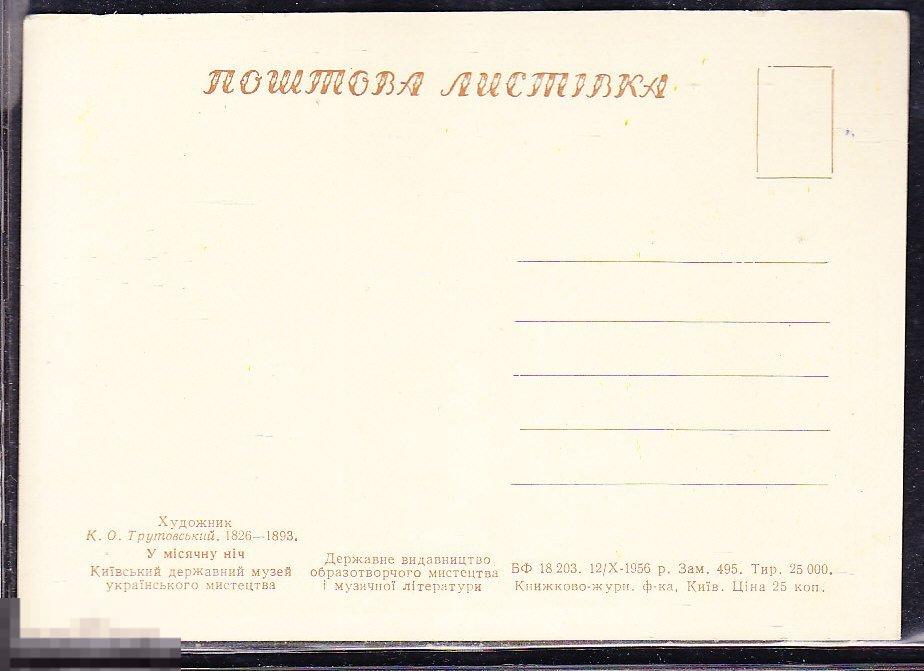 ПОШТОВА ЛИСТІВКА
Художник
К. О. Трутовський. 1826—1893.
У місячну ніч
Київський державний музей
українського мистецтва
Державне видавництво
образотворчого мистецтва
і музичної літератури
БФ 18 203. 12/X-1956 р. Зам. 495. Тир. 25 000.
Книжково-журн. ф-ка, Київ. Ціна 25 коп.